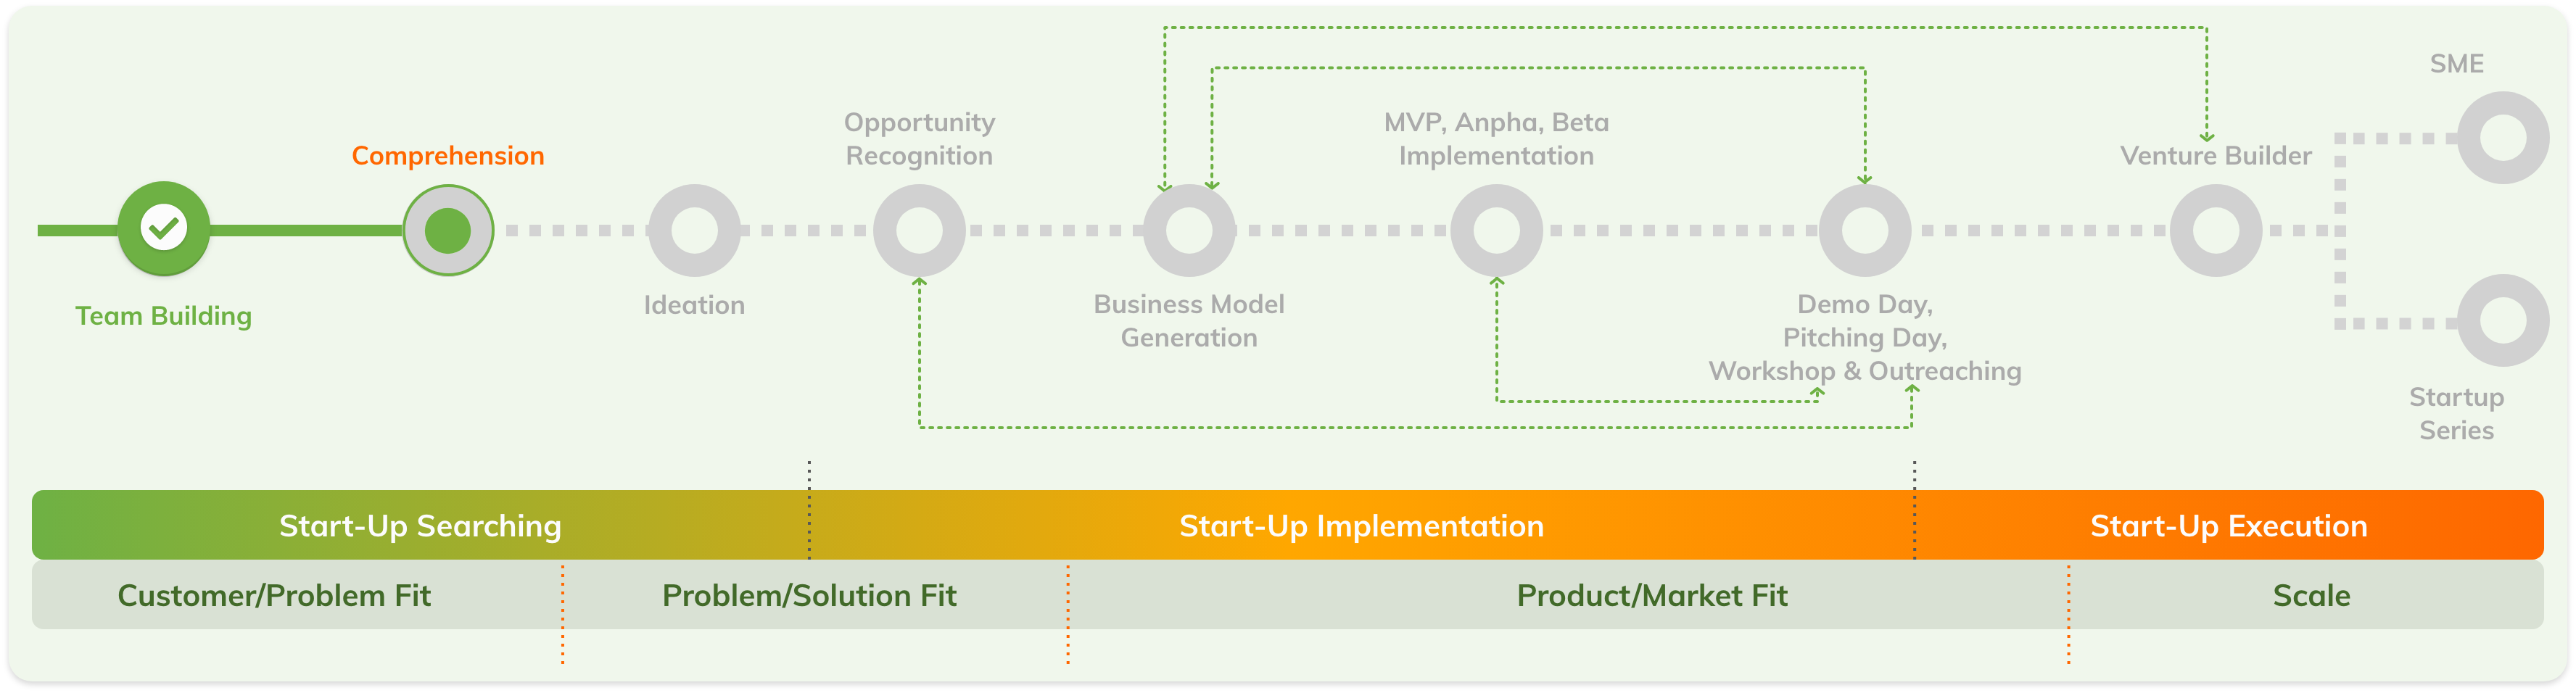 SME
Opportunity
Recognition
MVP, Anpha, Beta
Implementation
Comprehension
Venture Builder
Team Building
Ideation
Business Model
Generation
Demo Day,
Pitching Day,
Workshop & Outreaching
Startup
Series
Start-Up Searching
Start-Up Implementation
Start-Up Execution
Customer/Problem Fit
Problem/Solution Fit
Product/Market Fit
Scale